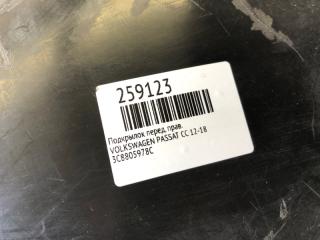 259123
Подкрылок перед. прав.
VOLKSWAGEN PASSAT CC 12-18
3C8805978C